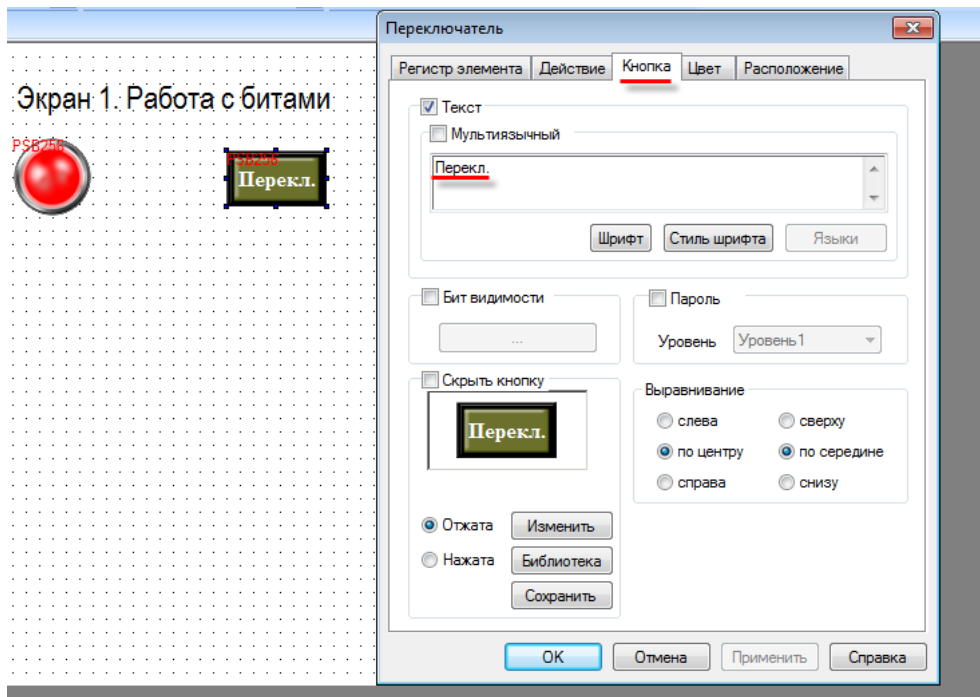 Экран 1. Работа с битами
PSB256
PSB256
Перекл.
Переключатель
Регистр элемента Действие Кнопка Цвет Расположение
Текст
Мультиязычный
Перекл.
Шрифт Стиль шрифта Языки
Бит видимости
...
Пароль
Уровень Уровень1
Скрыть кнопку
Перекл.
Выравнивание
слева сверху
по центру по середине
справа снизу
Отжата Изменить
Нажата Библиотека
Сохранить
OK Отмена Применить Справка